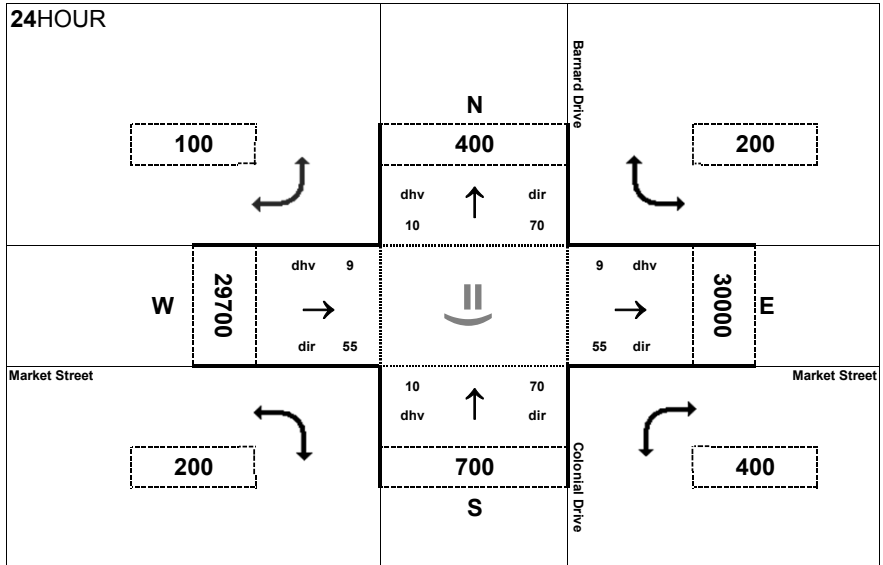 24HOUR
Barnard Drive
N
100
400
200
dhv
dir
10
70
dhv 9
9 dhv
W
29700
30000
E
dir 55
55 dir
Market Street
Market Street
10
70
dhv
dir
200
700
400
Colonial Drive
S